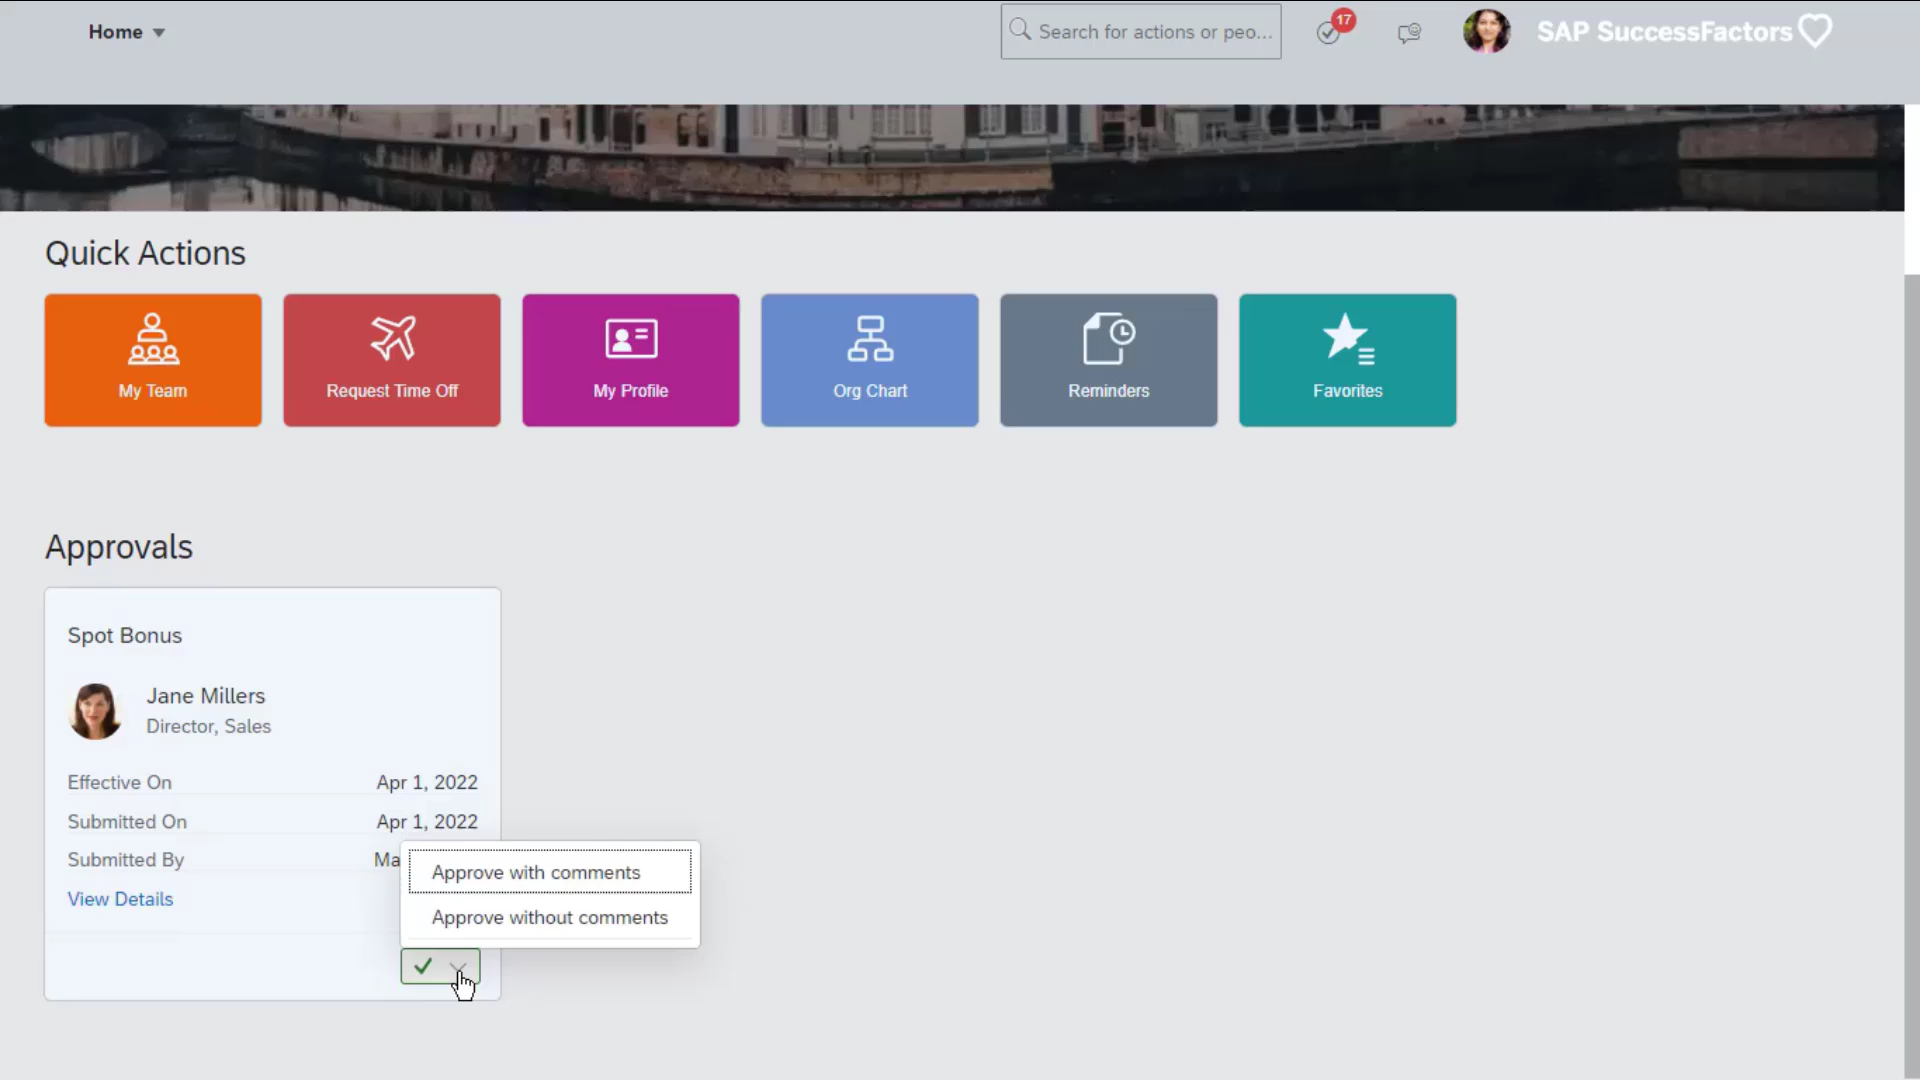 Home
Search for actions or peo...
17
SAP SuccessFactors
Quick Actions
My Team
Request Time Off
My Profile
Org Chart
Reminders
Favorites
Approvals
Spot Bonus
Jane Millers
Director, Sales
Effective On Apr 1, 2022
Submitted On Apr 1, 2022
Submitted By Ma
View Details
Approve with comments
Approve without comments